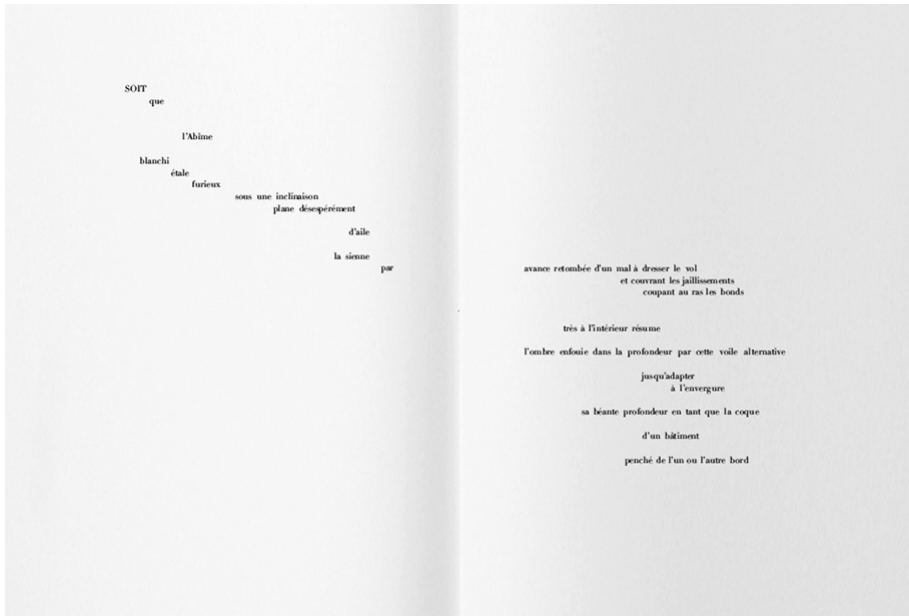 SOIT
que
l'Abîme
blanchi
étale
furieux
sous une inclinaison
plane désespérément
d'aile
la sienne
par
avance retombée d'un mal à dresser le vol
et couvrant les jaillissements
coupant au ras les bonds
très à l'intérieur résume
l'ombre enfouie dans la profondeur par cette voile alternative
jusqu'adapter
à l'envergure
sa béante profondeur en tant que la coque
d'un bâtiment
penché de l'un ou l'autre bord